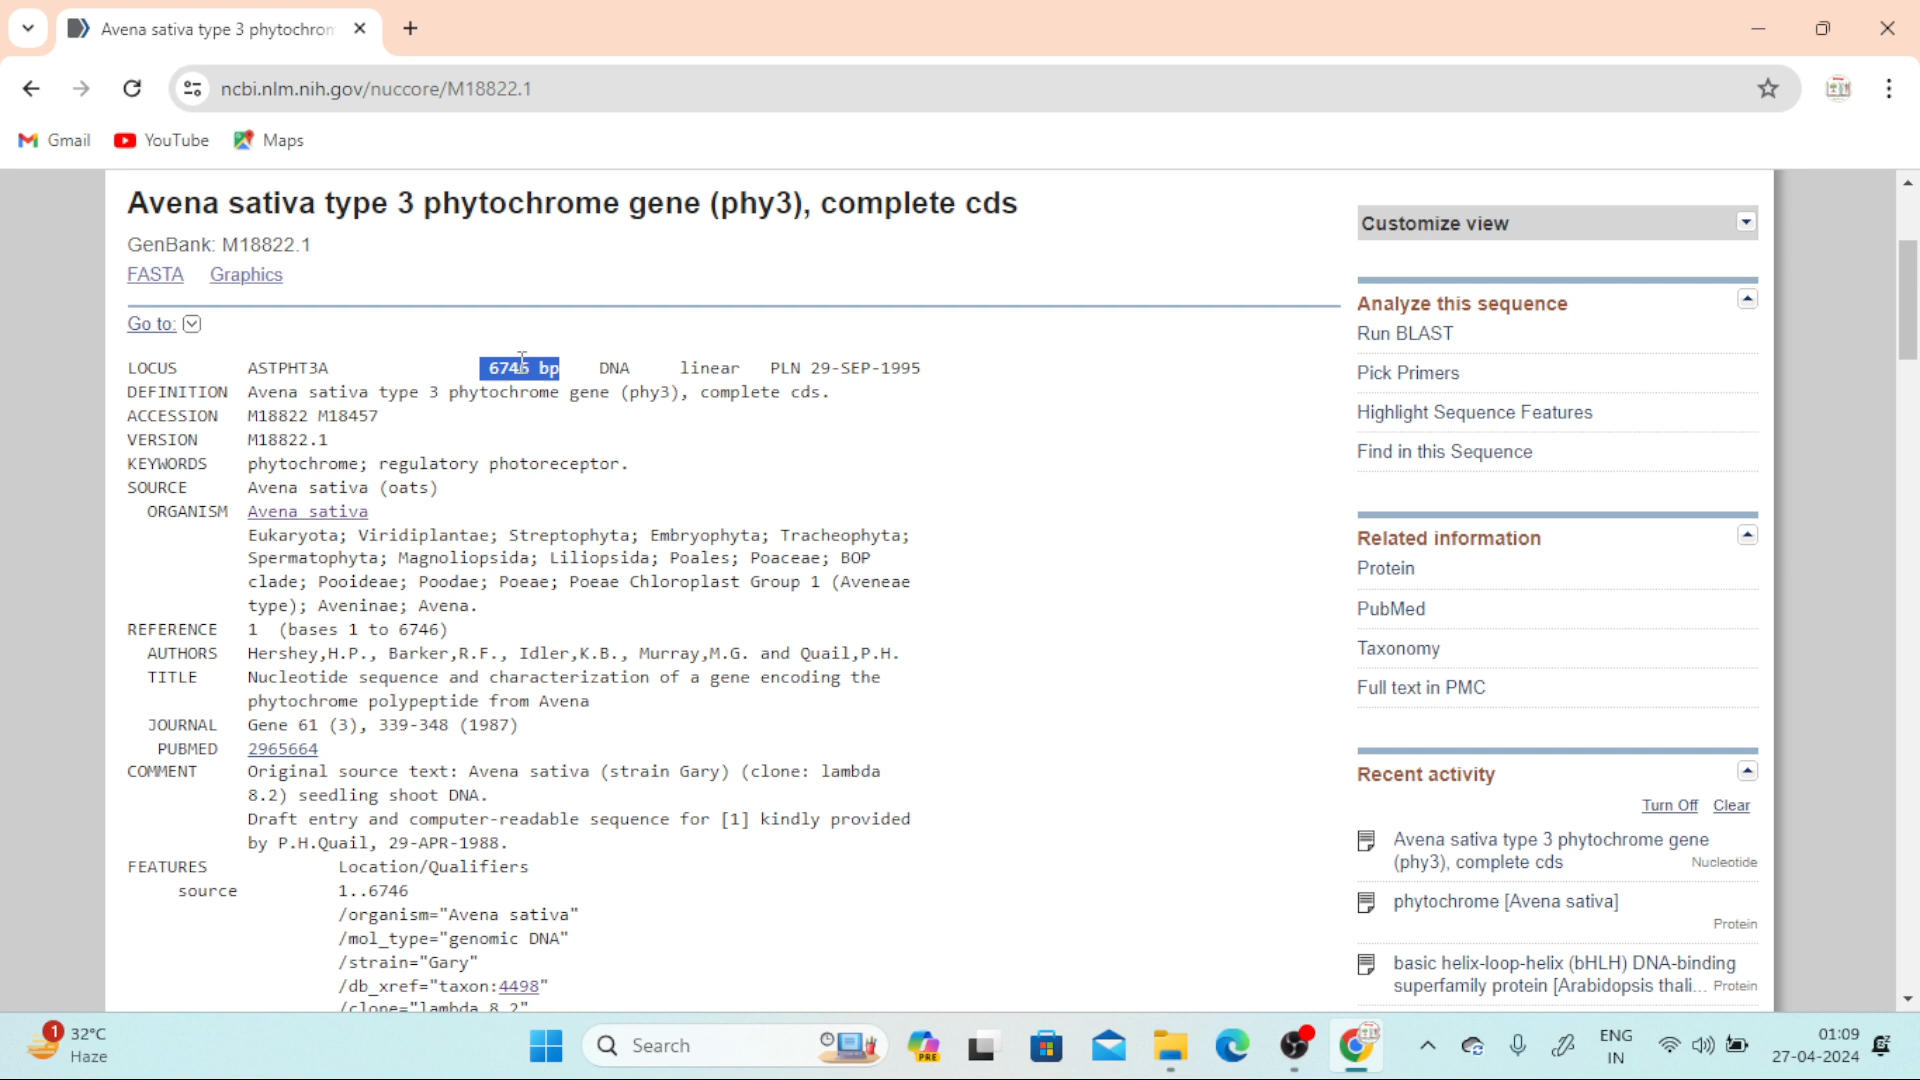 Avena sativa type 3 phytochrom
ncbi.nlm.nih.gov/nuccore/M18822.1
Gmail YouTube Maps
Avena sativa type 3 phytochrome gene (phy3), complete cds
GenBank: M18822.1
FASTA Graphics
Go to:
LOCUS ASTPHT3A 6746 bp DNA linear PLN 29-SEP-1995
DEFINITION Avena sativa type 3 phytochrome gene (phy3), complete cds.
ACCESSION M18822 M18457
VERSION M18822.1
KEYWORDS phytochrome; regulatory photoreceptor.
SOURCE Avena sativa (oats)
ORGANISM Avena sativa
Eukaryota; Viridiplantae; Streptophyta; Embryophyta; Tracheophyta;
Spermatophyta; Magnoliopsida; Liliopsida; Poales; Poaceae; BOP
clade; Pooideae; Poodae; Poeae; Poeae Chloroplast Group 1 (Aveneae
type); Aveninae; Avena.
REFERENCE 1 (bases 1 to 6746)
AUTHORS Hershey,H.P., Barker,R.F., Idler,K.B., Murray,M.G. and Quail,P.H.
TITLE Nucleotide sequence and characterization of a gene encoding the
phytochrome polypeptide from Avena
JOURNAL Gene 61 (3), 339-348 (1987)
PUBMED 2965664
COMMENT Original source text: Avena sativa (strain Gary) (clone: lambda
8.2) seedling shoot DNA.
Draft entry and computer-readable sequence for [1] kindly provided
by P.H.Quail, 29-APR-1988.
FEATURES Location/Qualifiers
source 1..6746
/organism="Avena sativa"
/mol_type="genomic DNA"
/strain="Gary"
/db_xref="taxon:4498"
/clone="lambda 8.2"
Customize view
Analyze this sequence
Run BLAST
Pick Primers
Highlight Sequence Features
Find in this Sequence
Related information
Protein
PubMed
Taxonomy
Full text in PMC
Recent activity
Turn Off Clear
Avena sativa type 3 phytochrome gene
(phy3), complete cds Nucleotide
phytochrome [Avena sativa]
Protein
basic helix-loop-helix (bHLH) DNA-binding
superfamily protein [Arabidopsis thali... Protein
1 32°C
Haze
Search
PRE
ENG
IN
01:09
27-04-2024